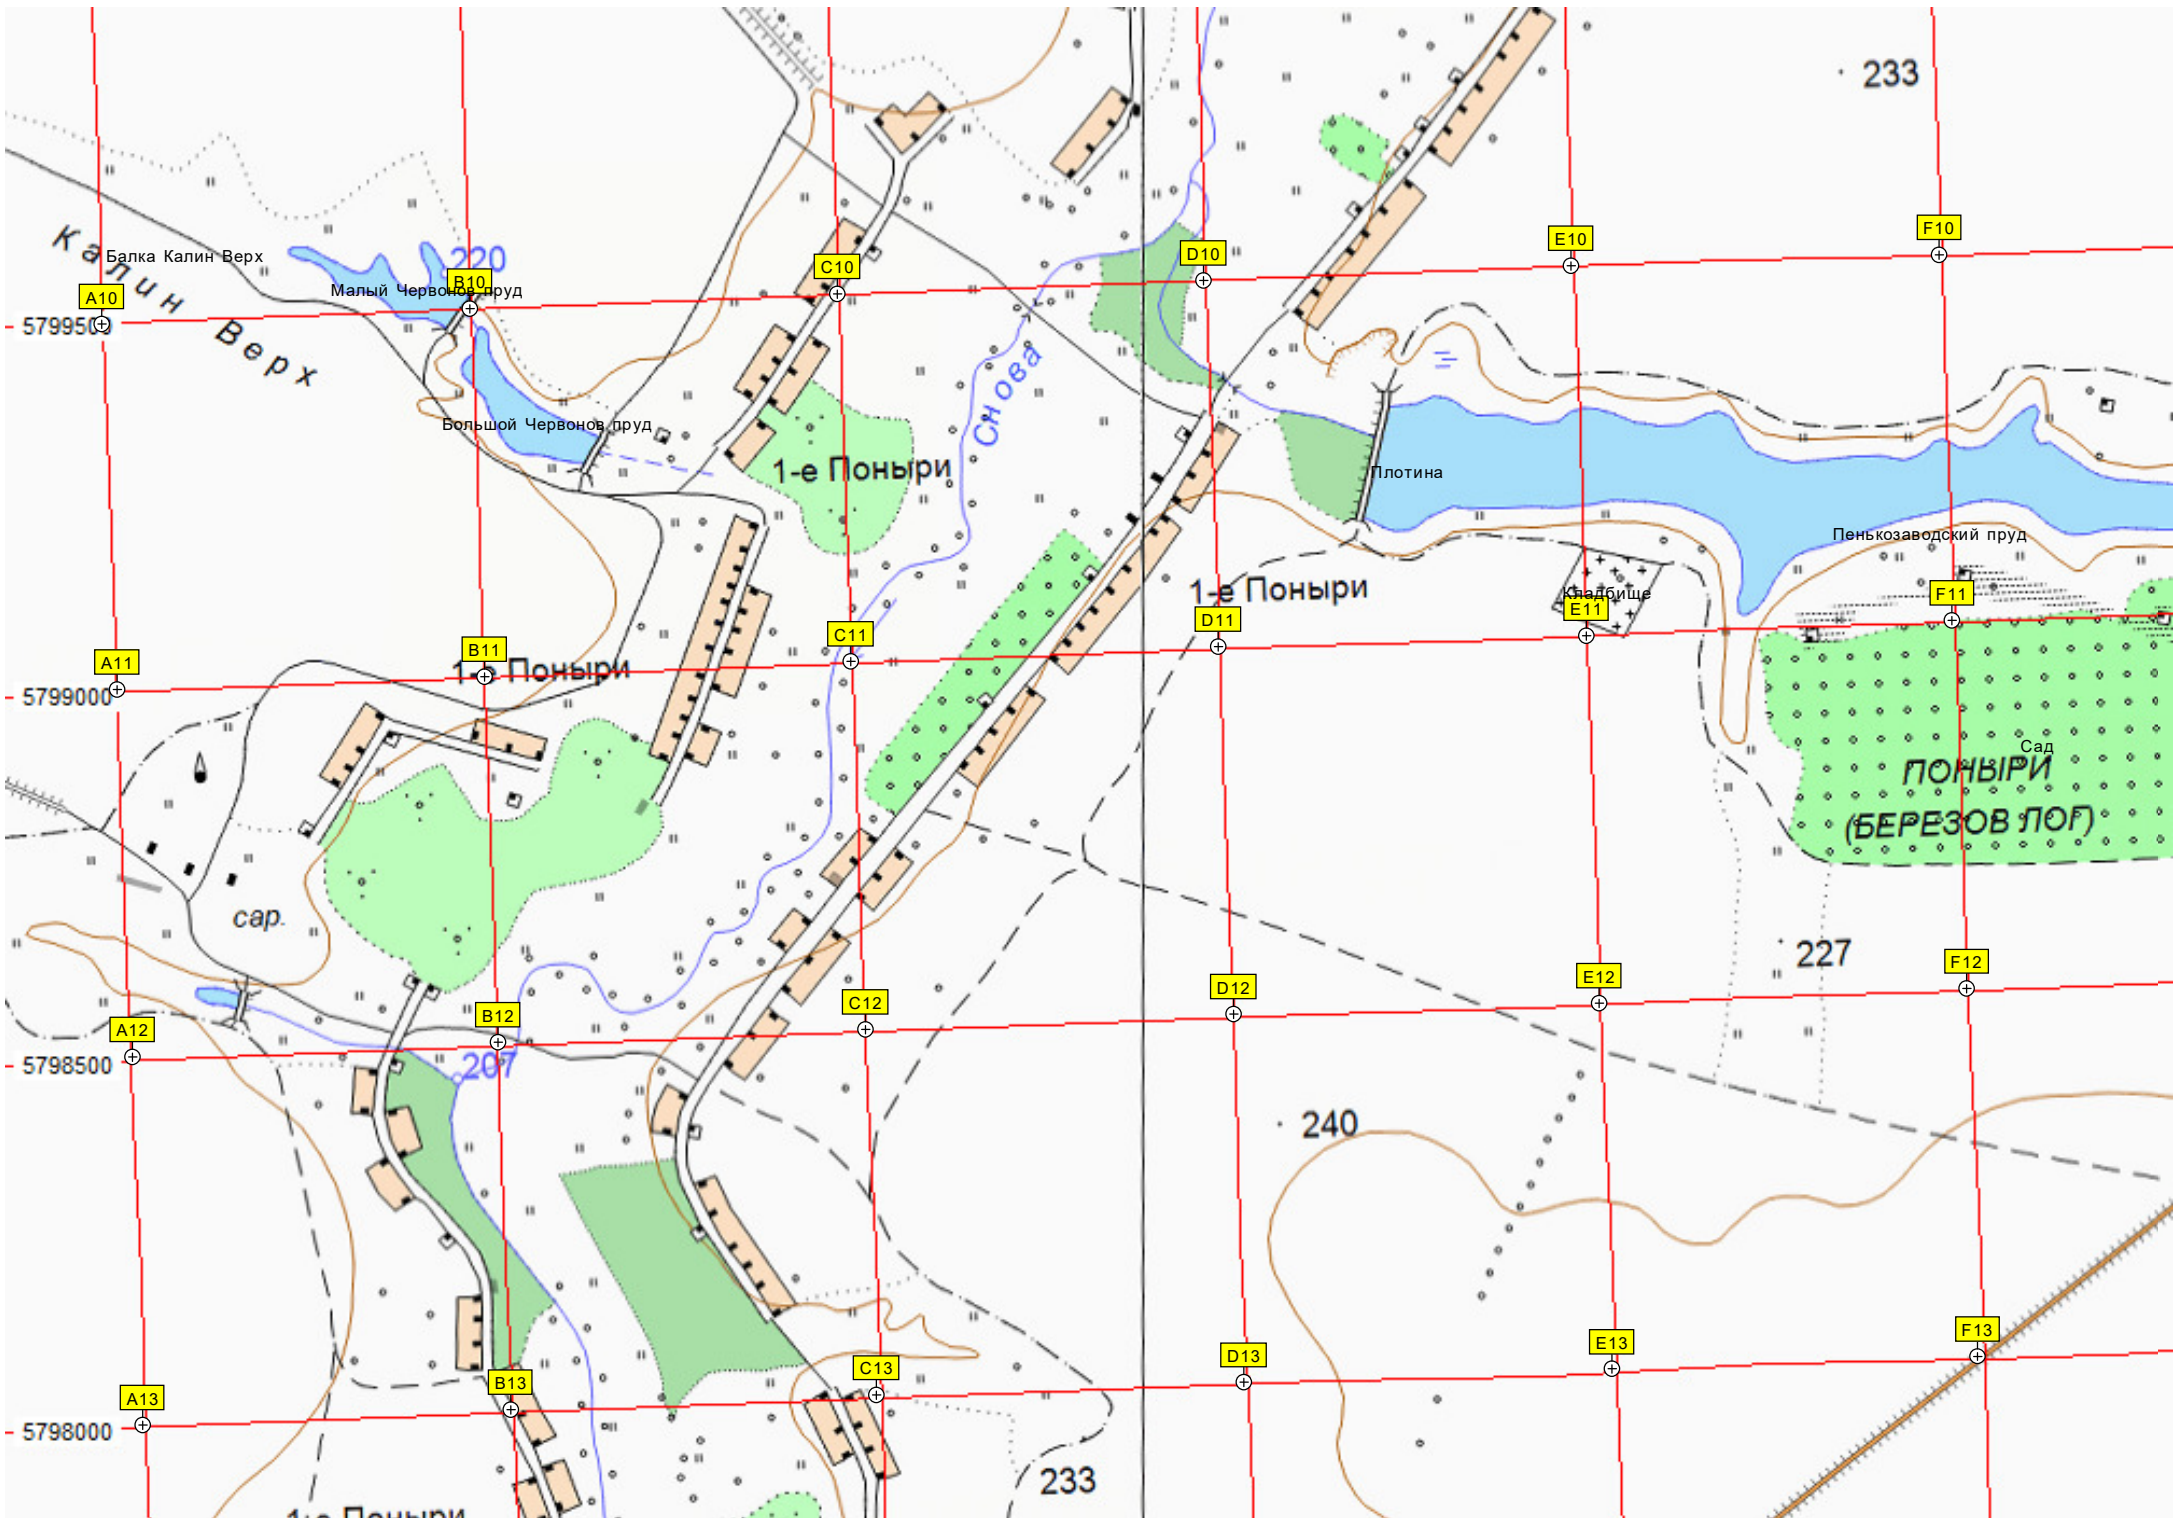 233
Калин Верх
Балка Калин Верх
220
Малый Червонов пруд
A10
B10
C10
D10
E10
F10
5799500
Снова
Большой Червонов пруд
1-е Поныри
Плотина
Пенькозаводский пруд
1-е Поныри
Кладбище
A11
B11
C11
D11
E11
F11
1-е Поныри
5799000
Сад
ПОНЫРИ
(БЕРЕЗОВ ЛОГ)
сар.
227
A12
B12
C12
D12
E12
F12
5798500
207
240
A13
B13
C13
D13
E13
F13
5798000
233
1-е Поныри